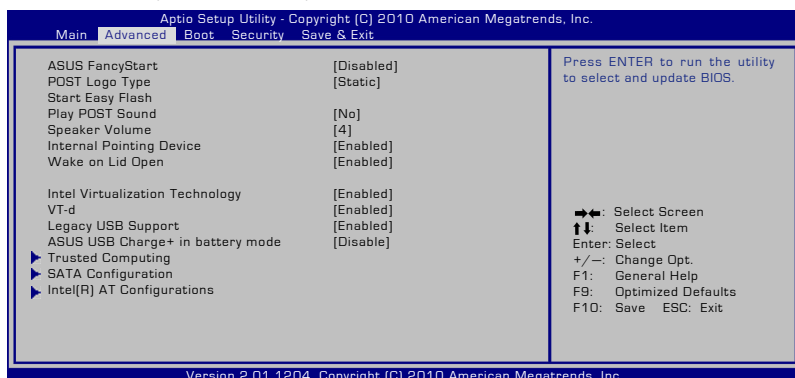 Aptio Setup Utility - Copyright (C) 2010 American Megatrends, Inc.
Main Advanced Boot Security Save & Exit
ASUS FancyStart [Disabled]
POST Logo Type [Static]
Start Easy Flash
Play POST Sound [No]
Speaker Volume [4]
Internal Pointing Device [Enabled]
Wake on Lid Open [Enabled]
Intel Virtualization Technology [Enabled]
VT-d [Enabled]
Legacy USB Support [Enabled]
ASUS USB Charge+ in battery mode [Disable]
Trusted Computing
SATA Configuration
Intel(R) AT Configurations
Press ENTER to run the utility
to select and update BIOS.
→←: Select Screen
↑↓: Select Item
Enter: Select
+/—: Change Opt.
F1: General Help
F9: Optimized Defaults
F10: Save ESC: Exit
Version 2.01.1204. Copyright (C) 2010 American Megatrends, Inc.